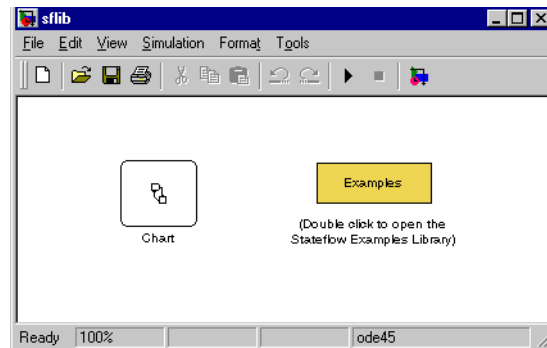 sflib
File Edit View Simulation Format Tools
Examples
(Double click to open the
Stateflow Examples Library)
Chart
Ready 100% ode45